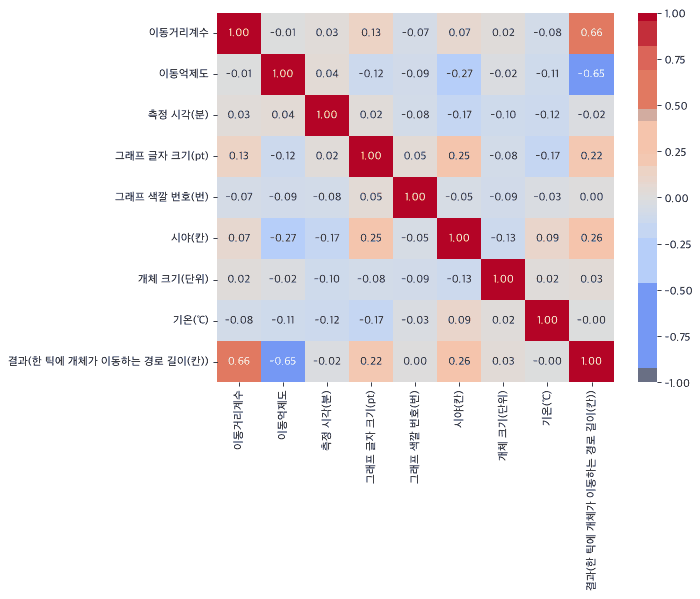 이동거리계수 1.00 -0.01 0.03 0.13 -0.07 0.07 0.02 -0.08 0.66
이동억제도 -0.01 1.00 0.04 -0.12 -0.09 -0.27 -0.02 -0.11 -0.65
측정 시각(분) 0.03 0.04 1.00 0.02 -0.08 -0.17 -0.10 -0.12 -0.02
그래프 글자 크기(pt) 0.13 -0.12 0.02 1.00 0.05 0.25 -0.08 -0.17 0.22
그래프 색깔 번호(번) -0.07 -0.09 -0.08 0.05 1.00 -0.05 -0.09 -0.03 0.00
시야(칸) 0.07 -0.27 -0.17 0.25 -0.05 1.00 -0.13 0.09 0.26
개체 크기(단위) 0.02 -0.02 -0.10 -0.08 -0.09 -0.13 1.00 0.02 0.03
기온(℃) -0.08 -0.11 -0.12 -0.17 -0.03 0.09 0.02 1.00 -0.00
결과(한 틱에 개체가 이동하는 경로 길이(칸)) 0.66 -0.65 -0.02 0.22 0.00 0.26 0.03 -0.00 1.00
이동거리계수
이동억제도
측정 시각(분)
그래프 글자 크기(pt)
그래프 색깔 번호(번)
시야(칸)
개체 크기(단위)
기온(℃)
결과(한 틱에 개체가 이동하는 경로 길이(칸))
1.00
0.75
0.50
0.25
0.00
-0.25
-0.50
-0.75
-1.00